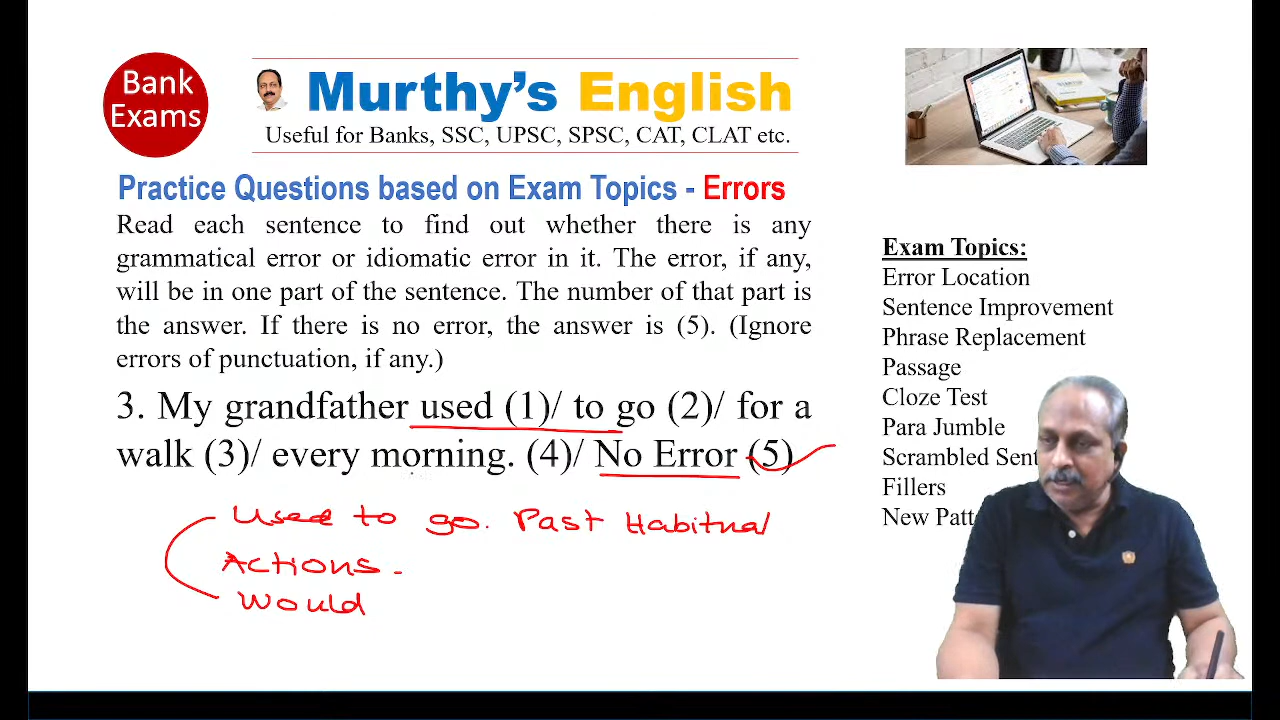 Bank
Exams
Murthy's English
Useful for Banks, SSC, UPSC, SPSC, CAT, CLAT etc.
Practice Questions based on Exam Topics - Errors
Read each sentence to find out whether there is any
grammatical error or idiomatic error in it. The error, if any,
will be in one part of the sentence. The number of that part is
the answer. If there is no error, the answer is (5). (Ignore
errors of punctuation, if any.)
3. My grandfather used (1)/ to go (2)/ for a
walk (3)/ every morning. (4)/ No Error (5)
Used to go. Past Habitual
Actions.
Would
Exam Topics:
Error Location
Sentence Improvement
Phrase Replacement
Passage
Cloze Test
Para Jumble
Scrambled Sent
Fillers
New Patt